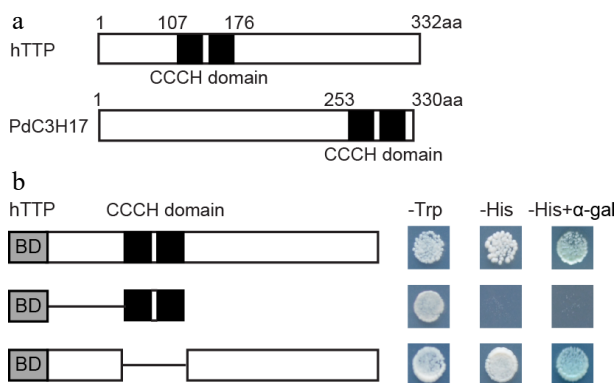 a
1 107 176 332aa
hTTP
CCCH domain
1 253 330aa
PdC3H17
CCCH domain
b
hTTP CCCH domain -Trp -His -His+α-gal
BD
BD
BD